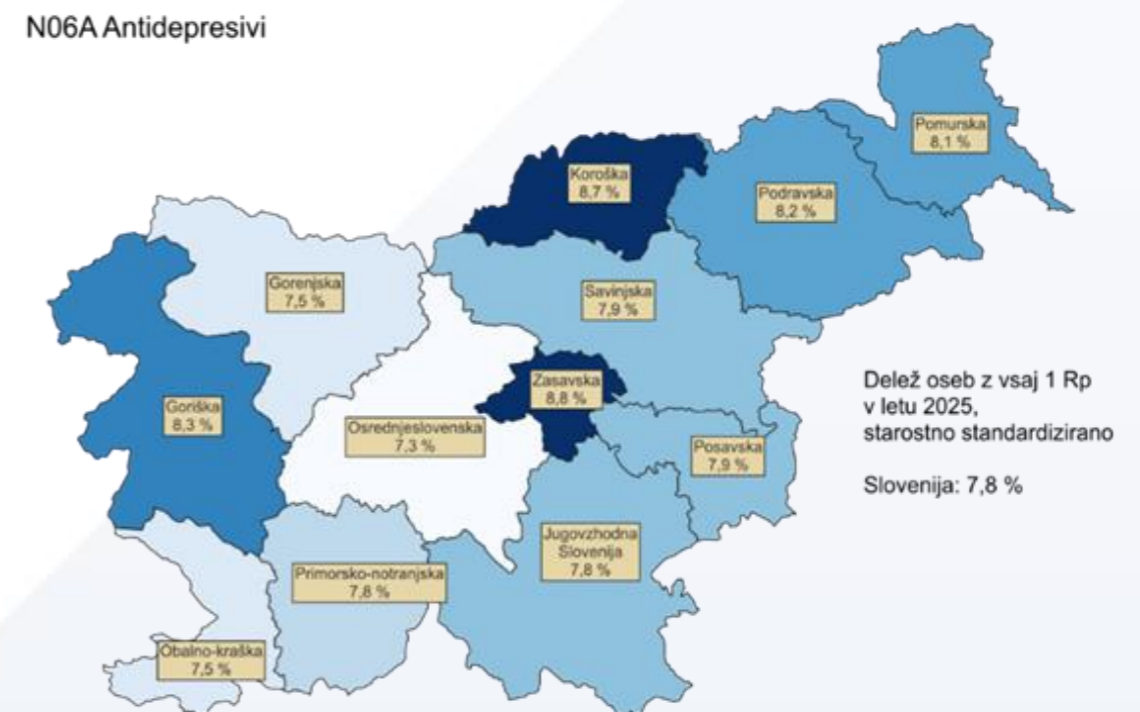 N06A Antidepresivi
Pomurska
8,1 %
Koroška
8,7 %
Podravska
8,2 %
Gorenjska
7,5 %
Savinjska
7,9 %
Zasavska
8,8 %
Goriška
8,3 %
Osrednjeslovenska
7,3 %
Posavska
7,9 %
Delež oseb z vsaj 1 Rp
v letu 2025,
starostno standardizirano
Slovenija: 7,8 %
Jugovzhodna
Slovenija
7,8 %
Primorsko-notranjska
7,8 %
Obalno-kraška
7,5 %